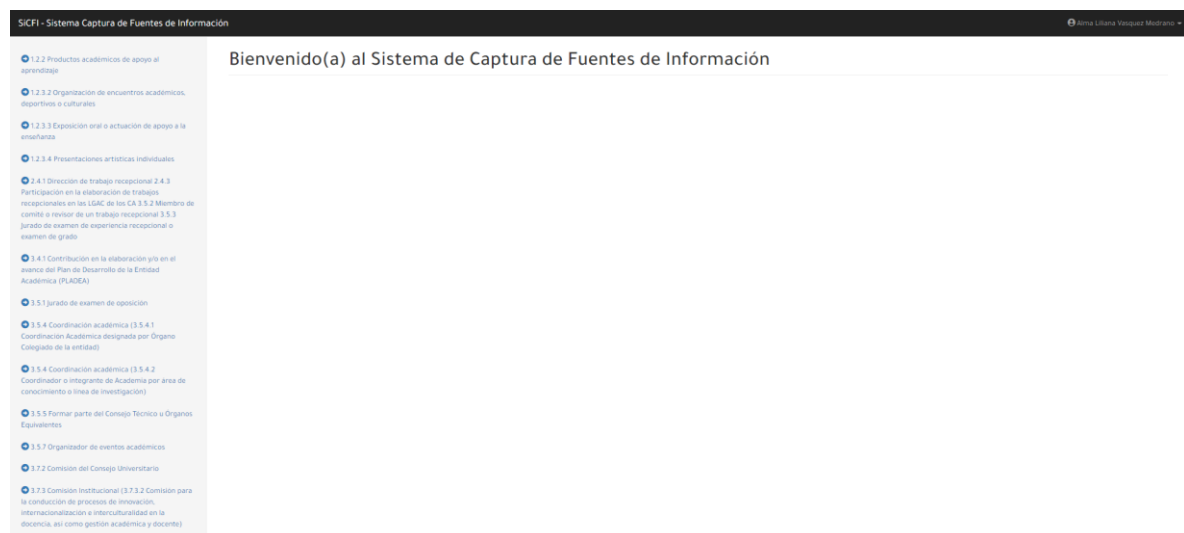 SiCFI - Sistema Captura de Fuentes de Información
Alma Liliana Vasquez Medrano
Bienvenido(a) al Sistema de Captura de Fuentes de Información
1.2.2 Productos académicos de apoyo al
aprendizaje
1.2.3.2 Organización de encuentros académicos,
deportivos o culturales
1.2.3.3 Exposición oral o actuación de apoyo a la
enseñanza
1.2.3.4 Presentaciones artísticas individuales
2.4.1 Dirección de trabajo recepcional 2.4.3
Participación en la elaboración de trabajos
recepcionales en las LGAC de los CA 3.5.2 Miembro de
comité o revisor de un trabajo recepcional 3.5.3
Jurado de examen de experiencia recepcional o
examen de grado
3.4.1 Contribución en la elaboración y/o en el
avance del Plan de Desarrollo de la Entidad
Académica (PLADEA)
3.5.1 Jurado de examen de oposición
3.5.4 Coordinación académica (3.5.4.1
Coordinación Académica designada por Órgano
Colegiado de la entidad)
3.5.4 Coordinación académica (3.5.4.2
Coordinador o integrante de Academia por área de
conocimiento o línea de investigación)
3.5.5 Formar parte del Consejo Técnico u Órganos
Equivalentes
3.5.7 Organizador de eventos académicos
3.7.2 Comisión del Consejo Universitario
3.7.3 Comisión Institucional (3.7.3.2 Comisión para
la conducción de procesos de innovación,
internacionalización e interculturalidad en la
docencia, así como gestión académica y docente)